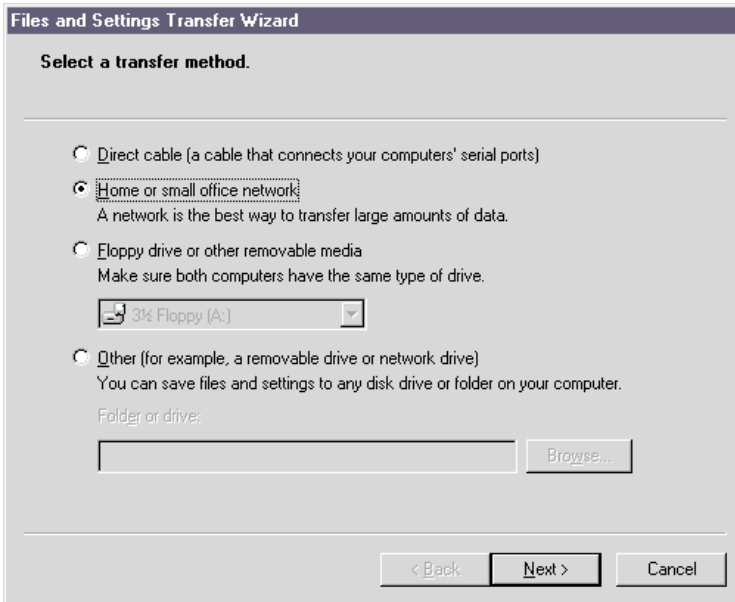 Files and Settings Transfer Wizard
Select a transfer method.
Direct cable (a cable that connects your computers' serial ports)
Home or small office network
A network is the best way to transfer large amounts of data.
Floppy drive or other removable media
Make sure both computers have the same type of drive.
3½ Floppy (A:)
Other (for example, a removable drive or network drive)
You can save files and settings to any disk drive or folder on your computer.
Folder or drive:
Browse...
< Back Next > Cancel